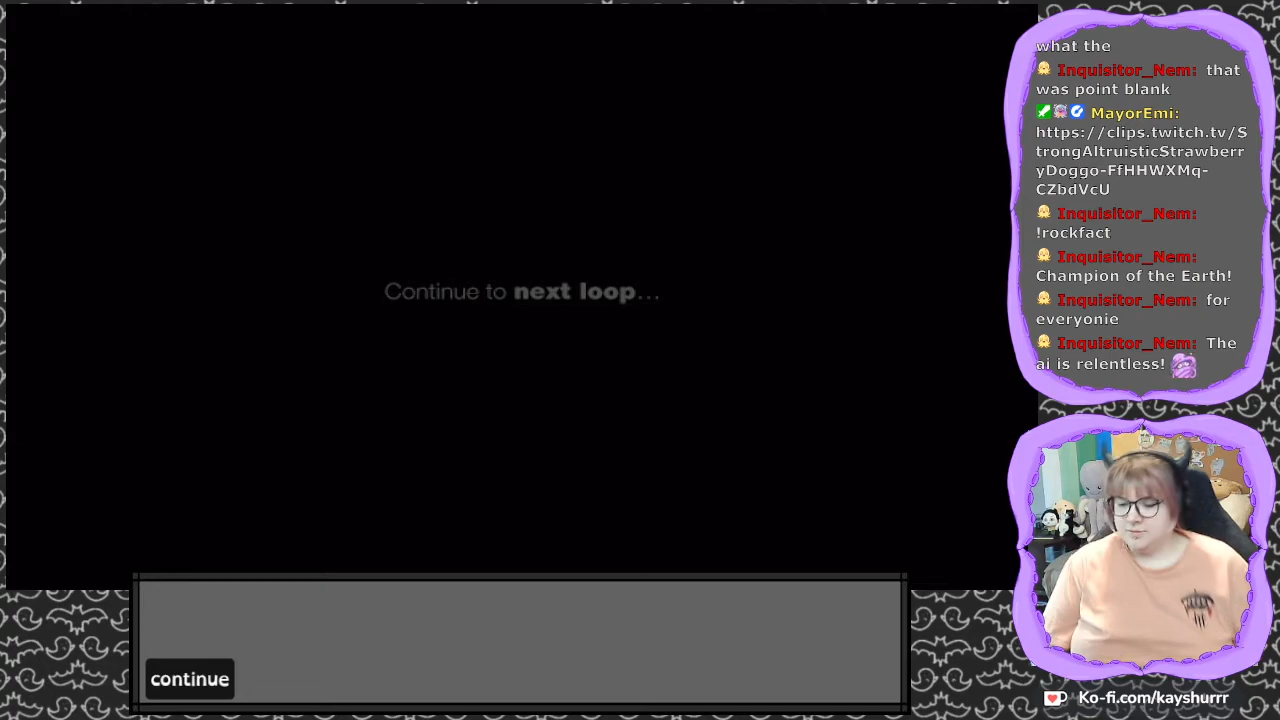 what the
Inquisitor_Nem: that
was point blank
MayorEmi:
https://clips.twitch.tv/S
trongAltruisticStrawberr
yDoggo-FfHHWXMq-
CZbdVcU
Inquisitor_Nem:
!rockfact
Inquisitor_Nem:
Champion of the Earth!
Inquisitor_Nem: for
everyonie
Inquisitor_Nem: The
ai is relentless!
Continue to next loop...
continue
Ko-fi.com/kayshurrr